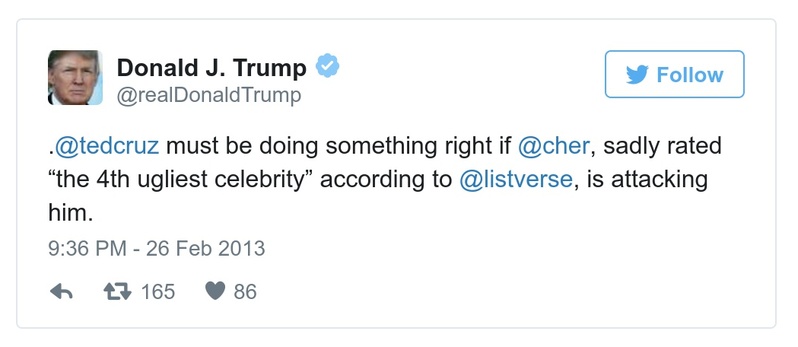 Donald J. Trump
@realDonaldTrump
Follow
.@tedcruz must be doing something right if @cher, sadly rated
“the 4th ugliest celebrity” according to @listverse, is attacking
him.
9:36 PM - 26 Feb 2013
165 86